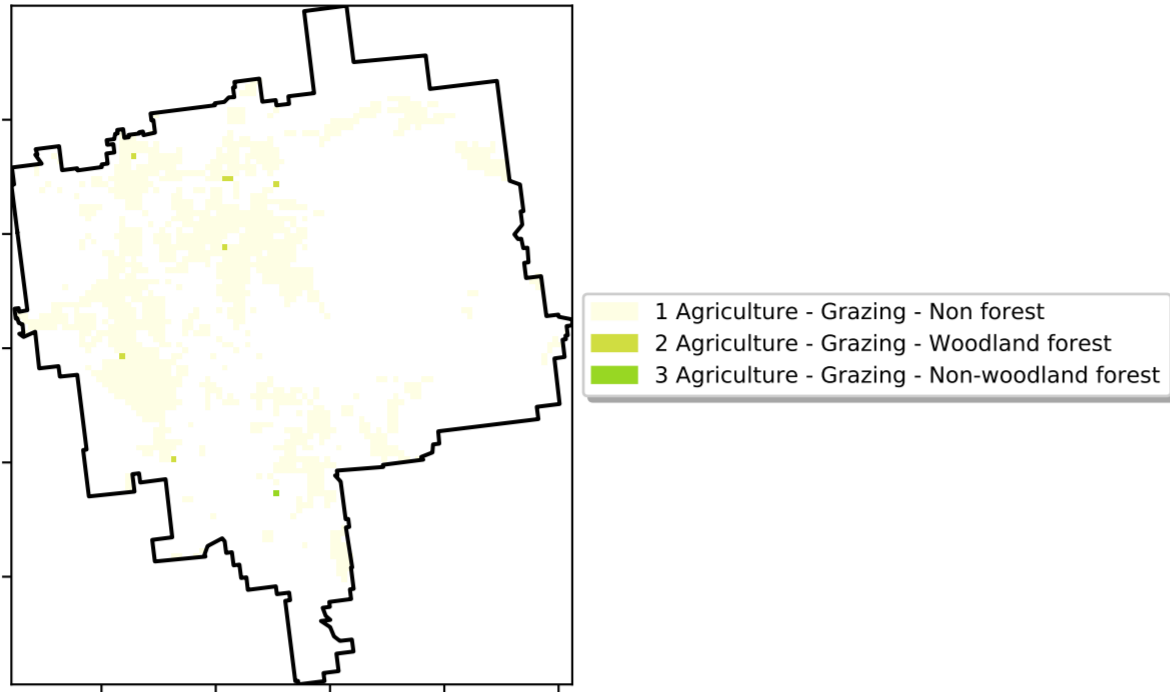 1 Agriculture - Grazing - Non forest
2 Agriculture - Grazing - Woodland forest
3 Agriculture - Grazing - Non-woodland forest